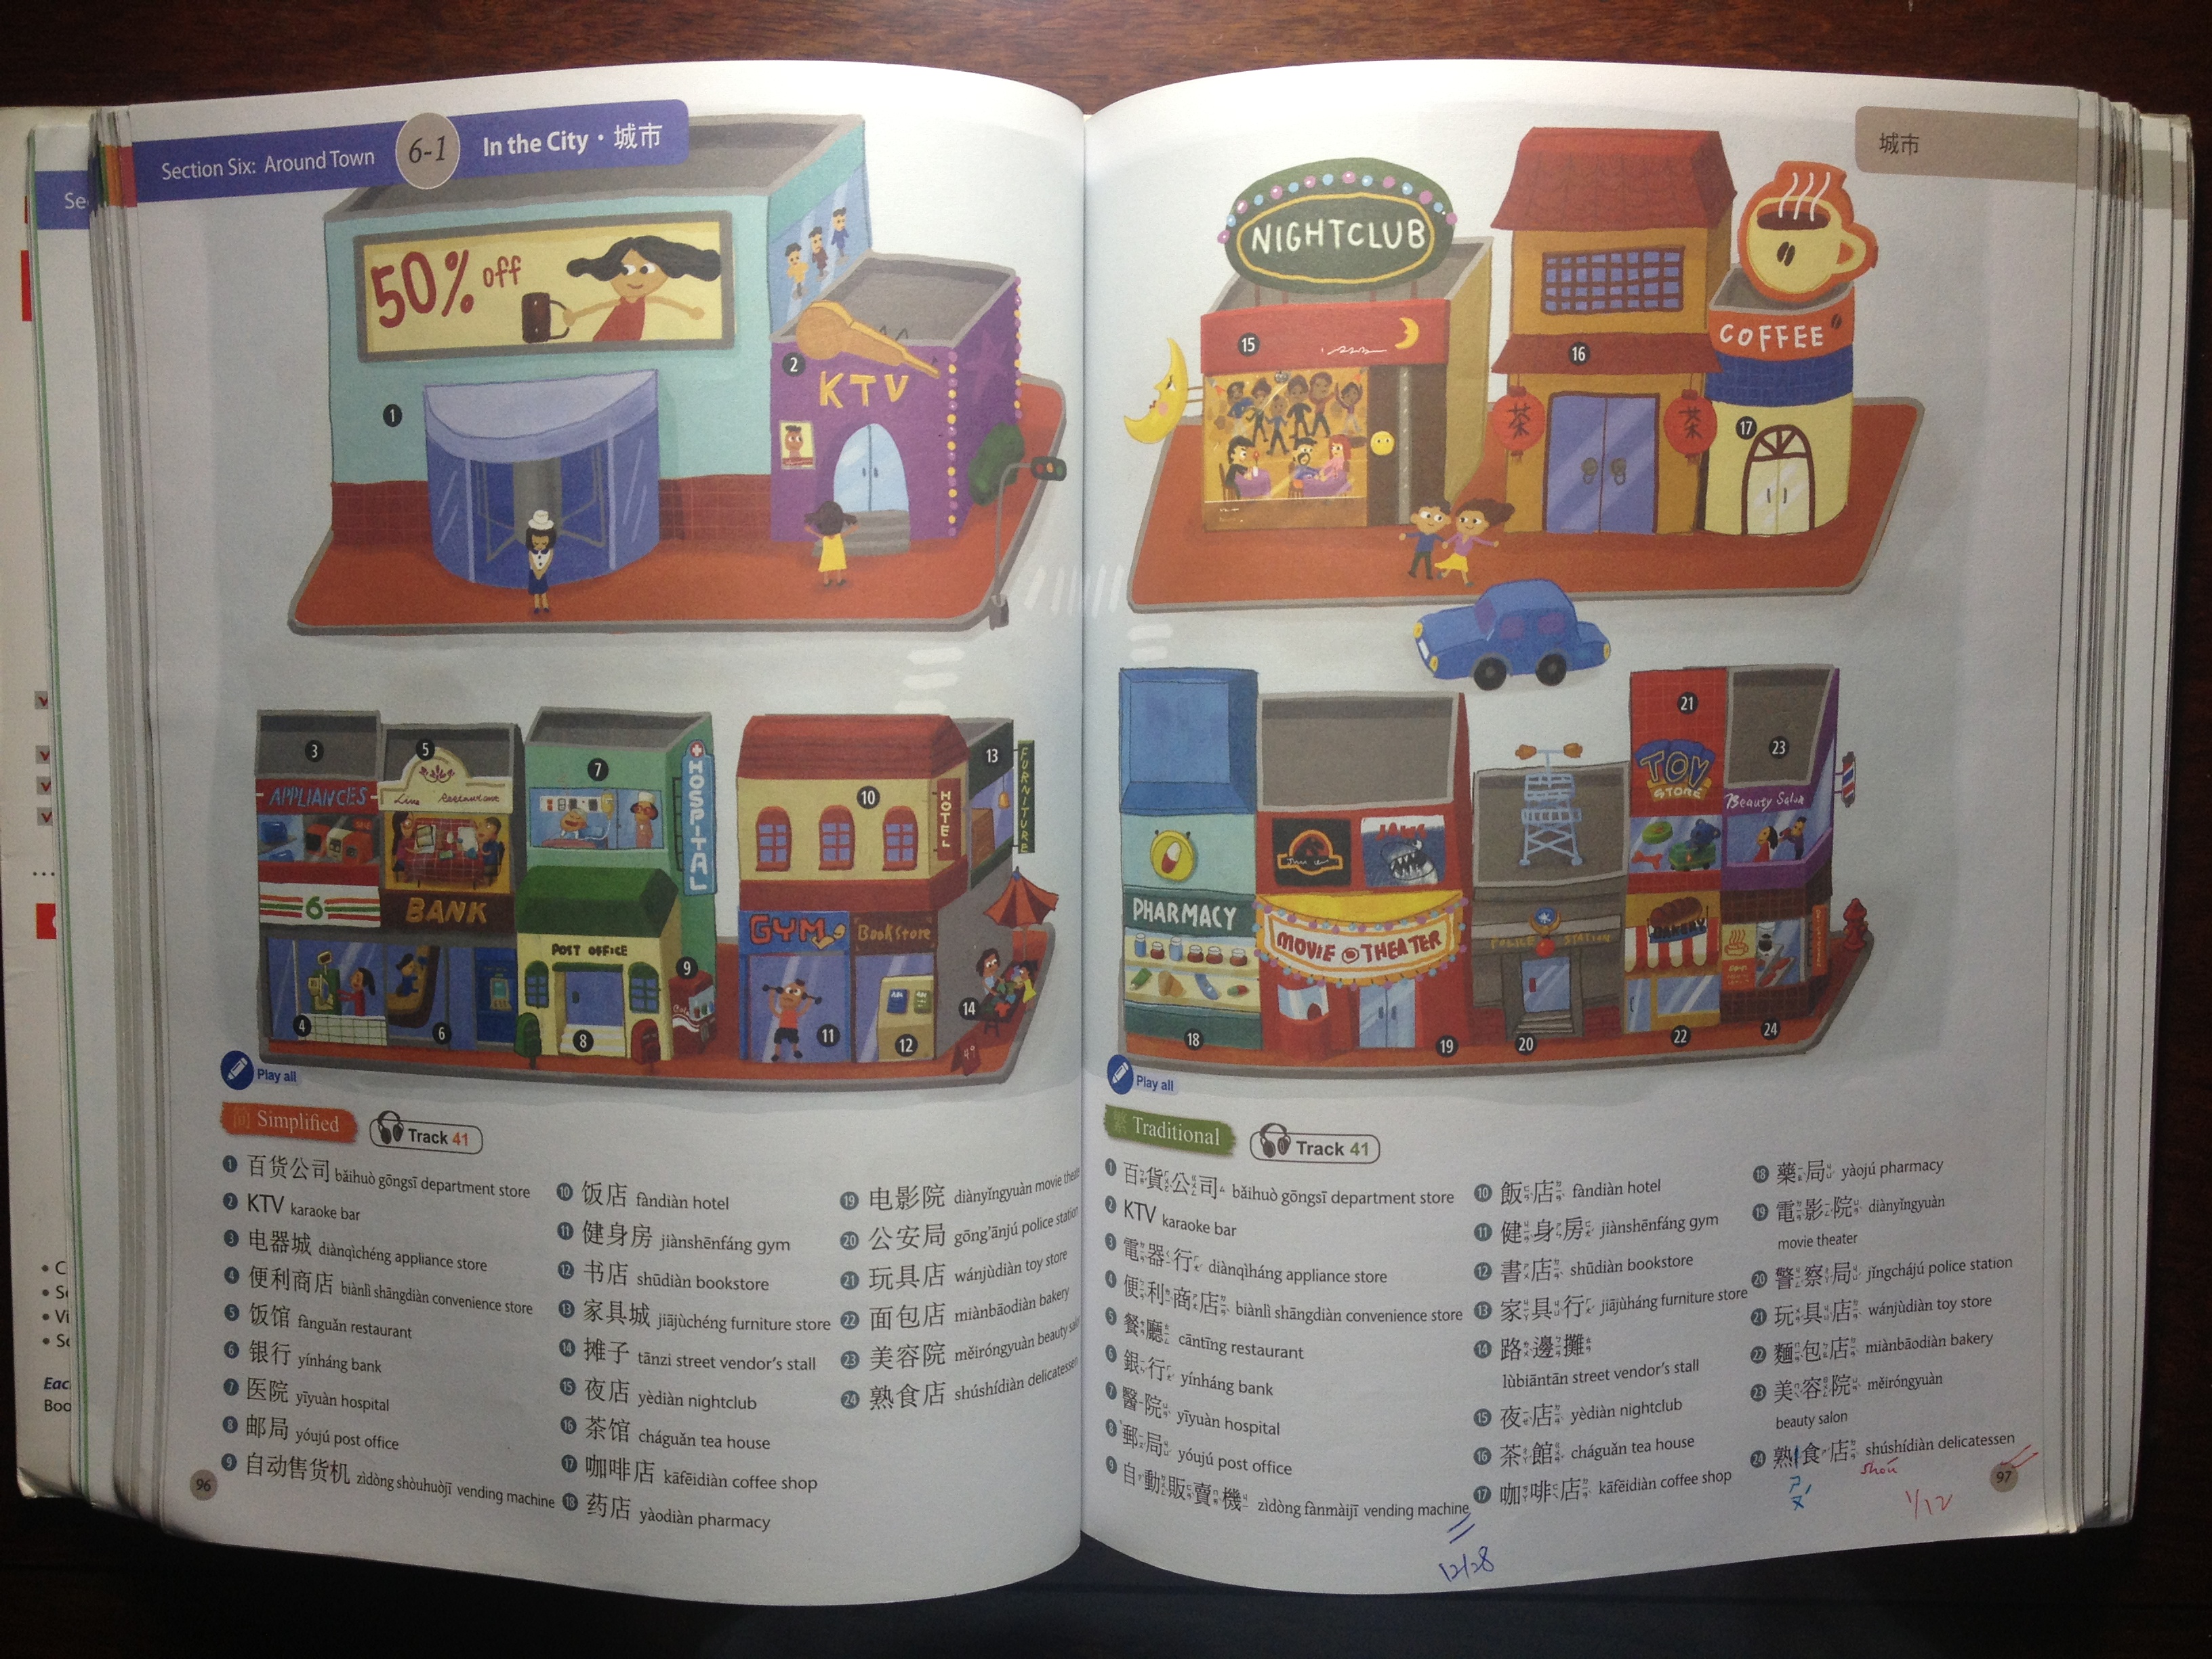 Section Six: Around Town
6-1
In the City・城市
城市
50% off
2
KTV
1
3
5
7
10
13
APPLIANCES
Restaurant
HOSPITAL
HOTEL
FURNITURE
6
BANK
POST OFFICE
GYM
Bookstore
9
4
6
8
11
12
14
NIGHTCLUB
15
16
茶
茶
COFFEE
17
21
23
TOY
STORE
Beauty Salon
JAWS
PHARMACY
MOVIE THEATER
POLICE STATION
BAKERY
18
19
20
22
24
Play all
简 Simplified
Track 41
1 百货公司 bǎihuò gōngsī department store
2 KTV karaoke bar
3 电器城 diànqìchéng appliance store
4 便利商店 biànlì shāngdiàn convenience store
5 饭馆 fànguǎn restaurant
6 银行 yínháng bank
7 医院 yīyuàn hospital
8 邮局 yóujú post office
9 自动售货机 zìdòng shòuhuòjī vending machine
10 饭店 fàndiàn hotel
11 健身房 jiànshēnfáng gym
12 书店 shūdiàn bookstore
13 家具城 jiājùchéng furniture store
14 摊子 tānzi street vendor's stall
15 夜店 yèdiàn nightclub
16 茶馆 cháguǎn tea house
17 咖啡店 kāfēidiàn coffee shop
18 药店 yàodiàn pharmacy
19 电影院 diànyǐngyuàn movie theater
20 公安局 gōng'ānjú police station
21 玩具店 wánjùdiàn toy store
22 面包店 miànbāodiàn bakery
23 美容院 měiróngyuàn beauty salon
24 熟食店 shúshídiàn delicatessen
96
Play all
繁 Traditional
Track 41
1 百貨公司 bǎihuò gōngsī department store
2 KTV karaoke bar
3 電器行 diànqìháng appliance store
4 便利商店 biànlì shāngdiàn convenience store
5 餐廳 cāntīng restaurant
6 銀行 yínháng bank
7 醫院 yīyuàn hospital
8 郵局 yóujú post office
9 自動販賣機 zìdòng fànmàijī vending machine
10 飯店 fàndiàn hotel
11 健身房 jiànshēnfáng gym
12 書店 shūdiàn bookstore
13 家具行 jiājùháng furniture store
14 路邊攤
lùbiāntān street vendor's stall
15 夜店 yèdiàn nightclub
16 茶館 cháguǎn tea house
17 咖啡店 kāfēidiàn coffee shop
18 藥局 yàojú pharmacy
19 電影院 diànyǐngyuàn
movie theater
20 警察局 jǐngchájú police station
21 玩具店 wánjùdiàn toy store
22 麵包店 miànbāodiàn bakery
23 美容院 měiróngyuàn
beauty salon
24 熟食店 shúshídiàn delicatessen
shóu
ㄕㄡˊ
97
1/12
12/28